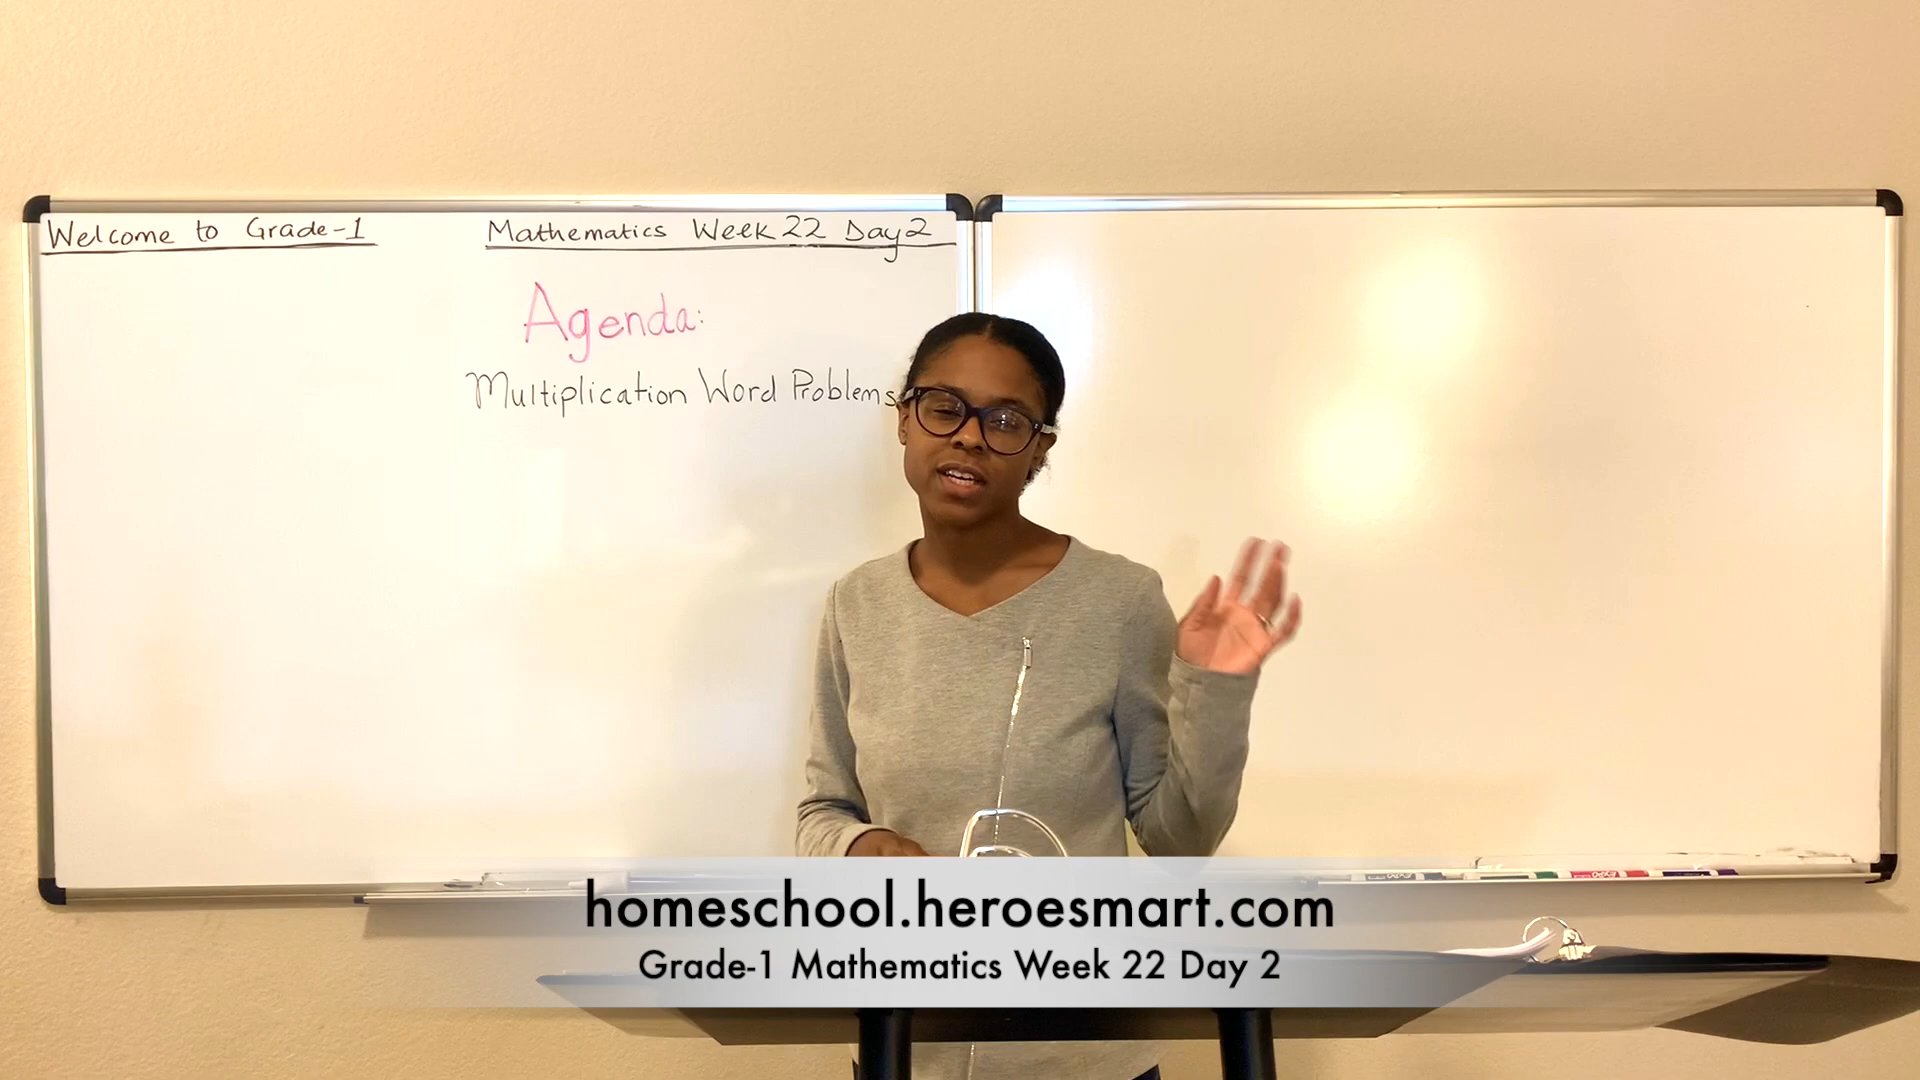 Welcome to Grade-1
Mathematics Week 22 Day 2
Agenda:
Multiplication Word Problems
homeschool.heroesmart.com
Grade-1 Mathematics Week 22 Day 2